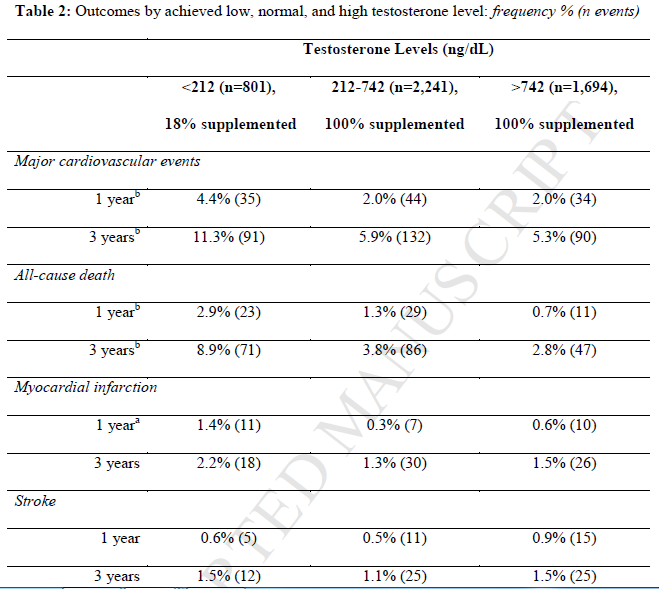 Table 2: Outcomes by achieved low, normal, and high testosterone level: frequency % (n events)
Testosterone Levels (ng/dL)
<212 (n=801), 212-742 (n=2,241), >742 (n=1,694),
18% supplemented 100% supplemented 100% supplemented
Major cardiovascular events
1 yearᵇ 4.4% (35) 2.0% (44) 2.0% (34)
3 yearsᵇ 11.3% (91) 5.9% (132) 5.3% (90)
All-cause death
1 yearᵇ 2.9% (23) 1.3% (29) 0.7% (11)
3 yearsᵇ 8.9% (71) 3.8% (86) 2.8% (47)
Myocardial infarction
1 yearᵃ 1.4% (11) 0.3% (7) 0.6% (10)
3 years 2.2% (18) 1.3% (30) 1.5% (26)
Stroke
1 year 0.6% (5) 0.5% (11) 0.9% (15)
3 years 1.5% (12) 1.1% (25) 1.5% (25)
PTED MANUSCRIPT